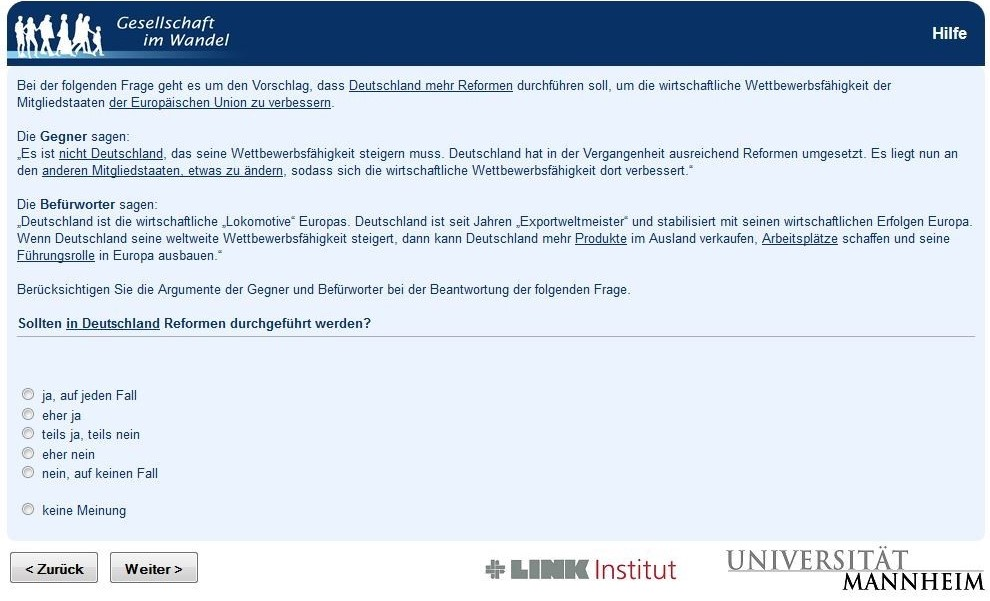 Gesellschaft
im Wandel
Hilfe
Bei der folgenden Frage geht es um den Vorschlag, dass Deutschland mehr Reformen durchführen soll, um die wirtschaftliche Wettbewerbsfähigkeit der
Mitgliedstaaten der Europäischen Union zu verbessern.
Die Gegner sagen:
„Es ist nicht Deutschland, das seine Wettbewerbsfähigkeit steigern muss. Deutschland hat in der Vergangenheit ausreichend Reformen umgesetzt. Es liegt nun an
den anderen Mitgliedstaaten, etwas zu ändern, sodass sich die wirtschaftliche Wettbewerbsfähigkeit dort verbessert.“
Die Befürworter sagen:
„Deutschland ist die wirtschaftliche „Lokomotive“ Europas. Deutschland ist seit Jahren „Exportweltmeister“ und stabilisiert mit seinen wirtschaftlichen Erfolgen Europa.
Wenn Deutschland seine weltweite Wettbewerbsfähigkeit steigert, dann kann Deutschland mehr Produkte im Ausland verkaufen, Arbeitsplätze schaffen und seine
Führungsrolle in Europa ausbauen.“
Berücksichtigen Sie die Argumente der Gegner und Befürworter bei der Beantwortung der folgenden Frage.
Sollten in Deutschland Reformen durchgeführt werden?
ja, auf jeden Fall
eher ja
teils ja, teils nein
eher nein
nein, auf keinen Fall
keine Meinung
< Zurück
Weiter >
LINK Institut
UNIVERSITÄT
MANNHEIM